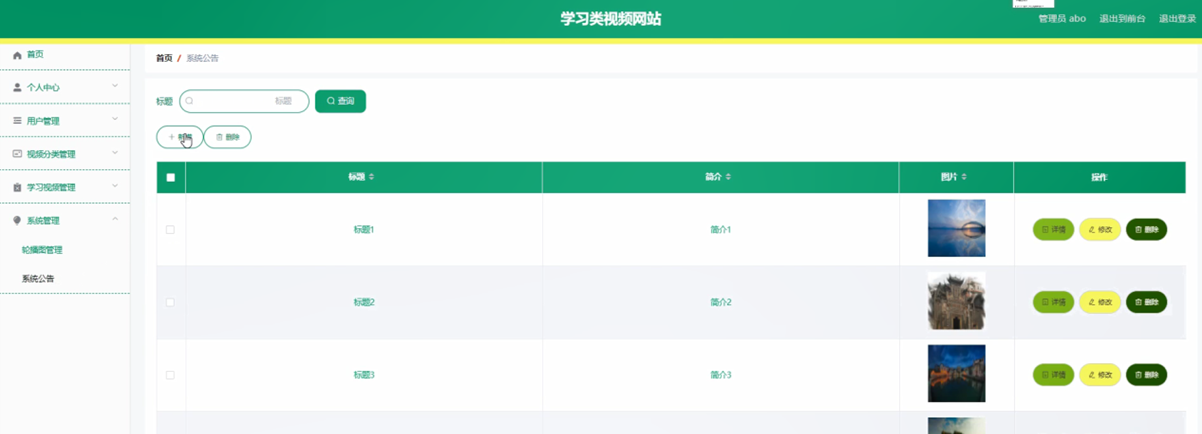 学习类视频网站
管理员 abo 退出到前台 退出登录
首页
个人中心
用户管理
视频分类管理
学习视频管理
系统管理
轮播图管理
系统公告
首页 / 系统公告
标题 标题 查询
删除
标题 简介 图片 操作
标题1 简介1 详情 修改 删除
标题2 简介2 详情 修改 删除
标题3 简介3 详情 修改 删除